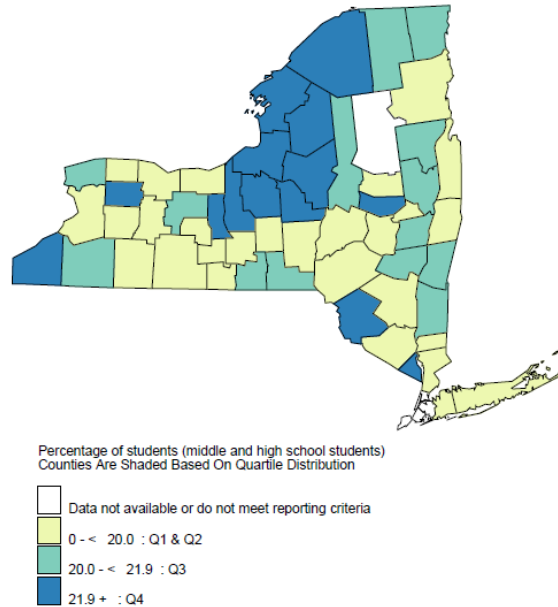 Percentage of students (middle and high school students)
Counties Are Shaded Based On Quartile Distribution
Data not available or do not meet reporting criteria
0 - < 20.0 : Q1 & Q2
20.0 - < 21.9 : Q3
21.9 + : Q4